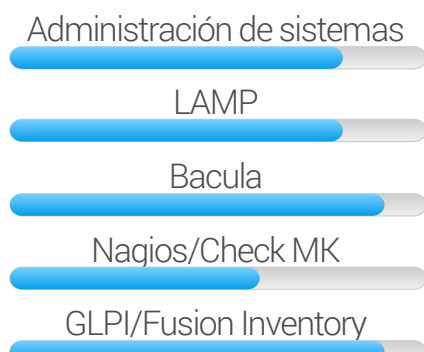 Administración de sistemas
LAMP
Bacula
Nagios/Check MK
GLPI/Fusion Inventory